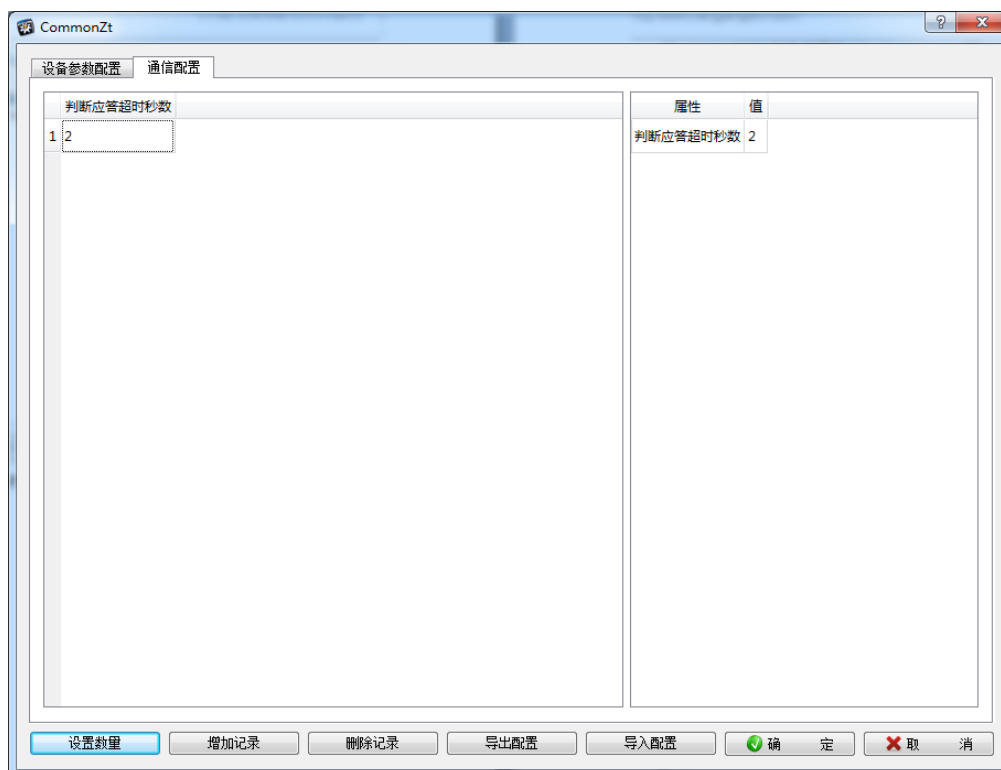 CommonZt
设备参数配置 通信配置
判断应答超时秒数 属性 值
1 2 判断应答超时秒数 2
设置数量 增加记录 删除记录 导出配置 导入配置 确 定 取 消